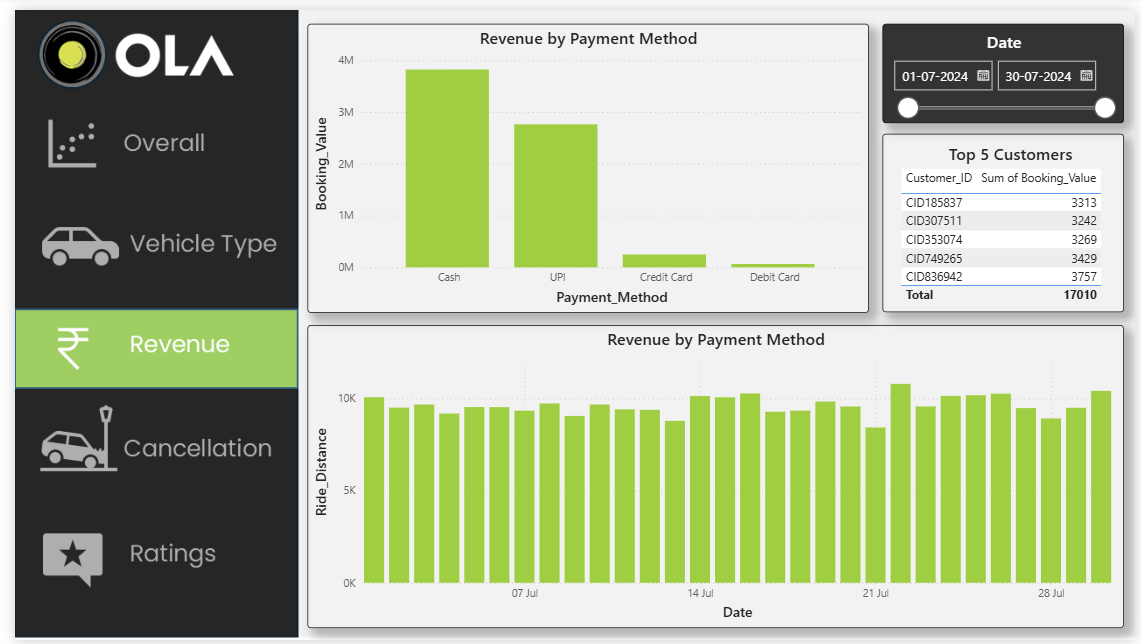 OLA
Overall
Vehicle Type
Revenue
Cancellation
Ratings
Revenue by Payment Method
Booking_Value
4M
3M
2M
1M
0M
Cash UPI Credit Card Debit Card
Payment_Method
Date
01-07-2024 30-07-2024
Top 5 Customers
Customer_ID Sum of Booking_Value
CID185837 3313
CID307511 3242
CID353074 3269
CID749265 3429
CID836942 3757
Total 17010
Revenue by Payment Method
Ride_Distance
10K
5K
0K
07 Jul 14 Jul 21 Jul 28 Jul
Date